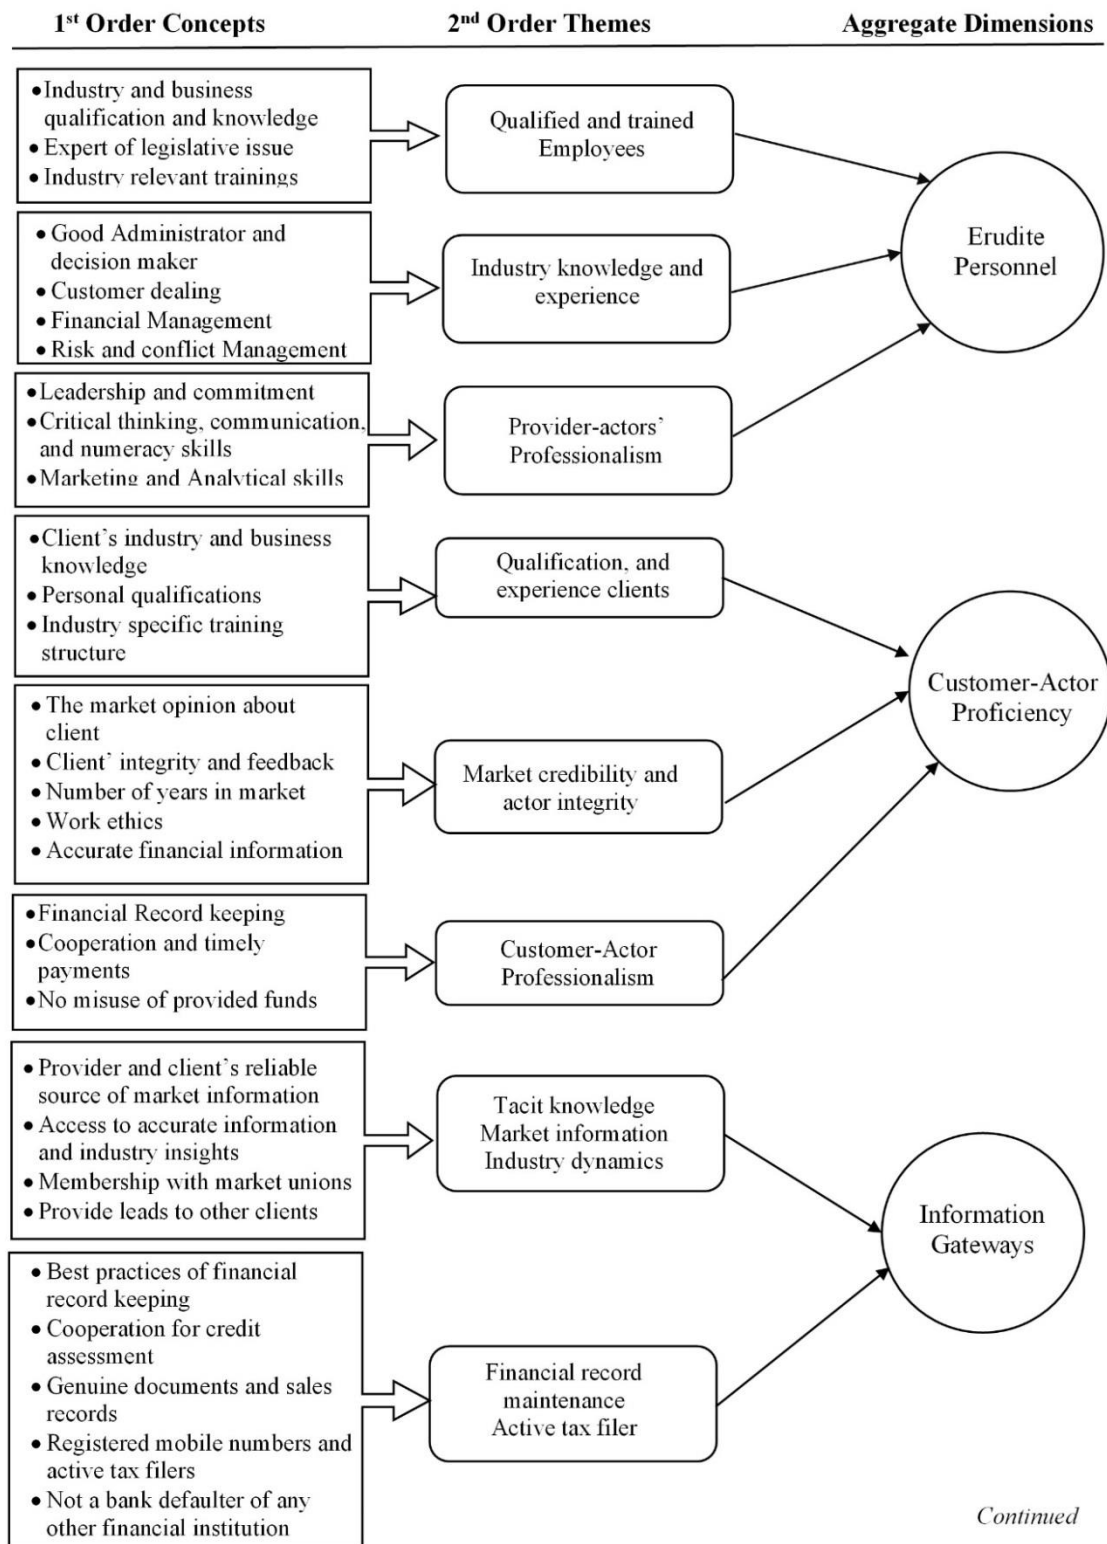 1st Order Concepts 2nd Order Themes Aggregate Dimensions
• Industry and business
qualification and knowledge
• Expert of legislative issue
• Industry relevant trainings
Qualified and trained
Employees
• Good Administrator and
decision maker
• Customer dealing
• Financial Management
• Risk and conflict Management
Industry knowledge and
experience
Erudite
Personnel
• Leadership and commitment
• Critical thinking, communication,
and numeracy skills
• Marketing and Analytical skills
Provider-actors’
Professionalism
• Client’s industry and business
knowledge
• Personal qualifications
• Industry specific training
structure
Qualification, and
experience clients
• The market opinion about
client
• Client’ integrity and feedback
• Number of years in market
• Work ethics
• Accurate financial information
Market credibility and
actor integrity
Customer-Actor
Proficiency
• Financial Record keeping
• Cooperation and timely
payments
• No misuse of provided funds
Customer-Actor
Professionalism
• Provider and client’s reliable
source of market information
• Access to accurate information
and industry insights
• Membership with market unions
• Provide leads to other clients
Tacit knowledge
Market information
Industry dynamics
Information
Gateways
• Best practices of financial
record keeping
• Cooperation for credit
assessment
• Genuine documents and sales
records
• Registered mobile numbers and
active tax filers
• Not a bank defaulter of any
other financial institution
Financial record
maintenance
Active tax filer
Continued